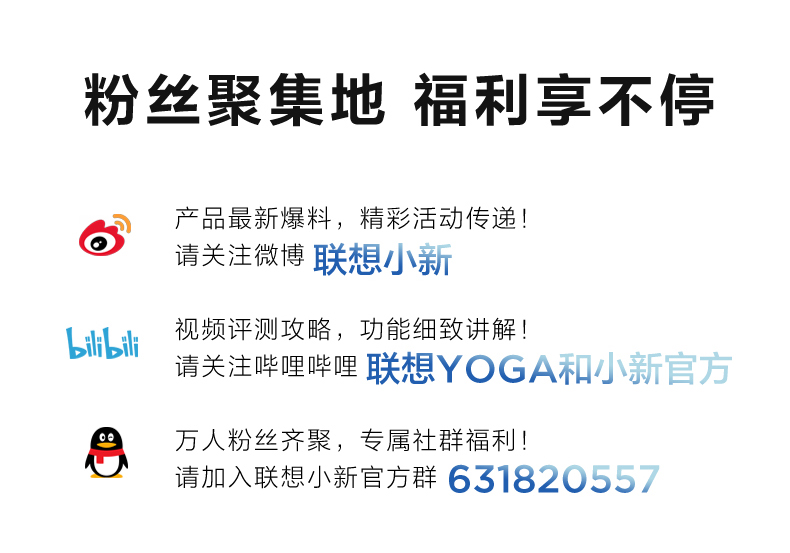 粉丝聚集地 福利享不停
产品最新爆料，精彩活动传递！
请关注微博 联想小新
bilibili
视频评测攻略，功能细致讲解！
请关注哔哩哔哩 联想YOGA和小新官方
万人粉丝齐聚，专属社群福利！
请加入联想小新官方群 631820557